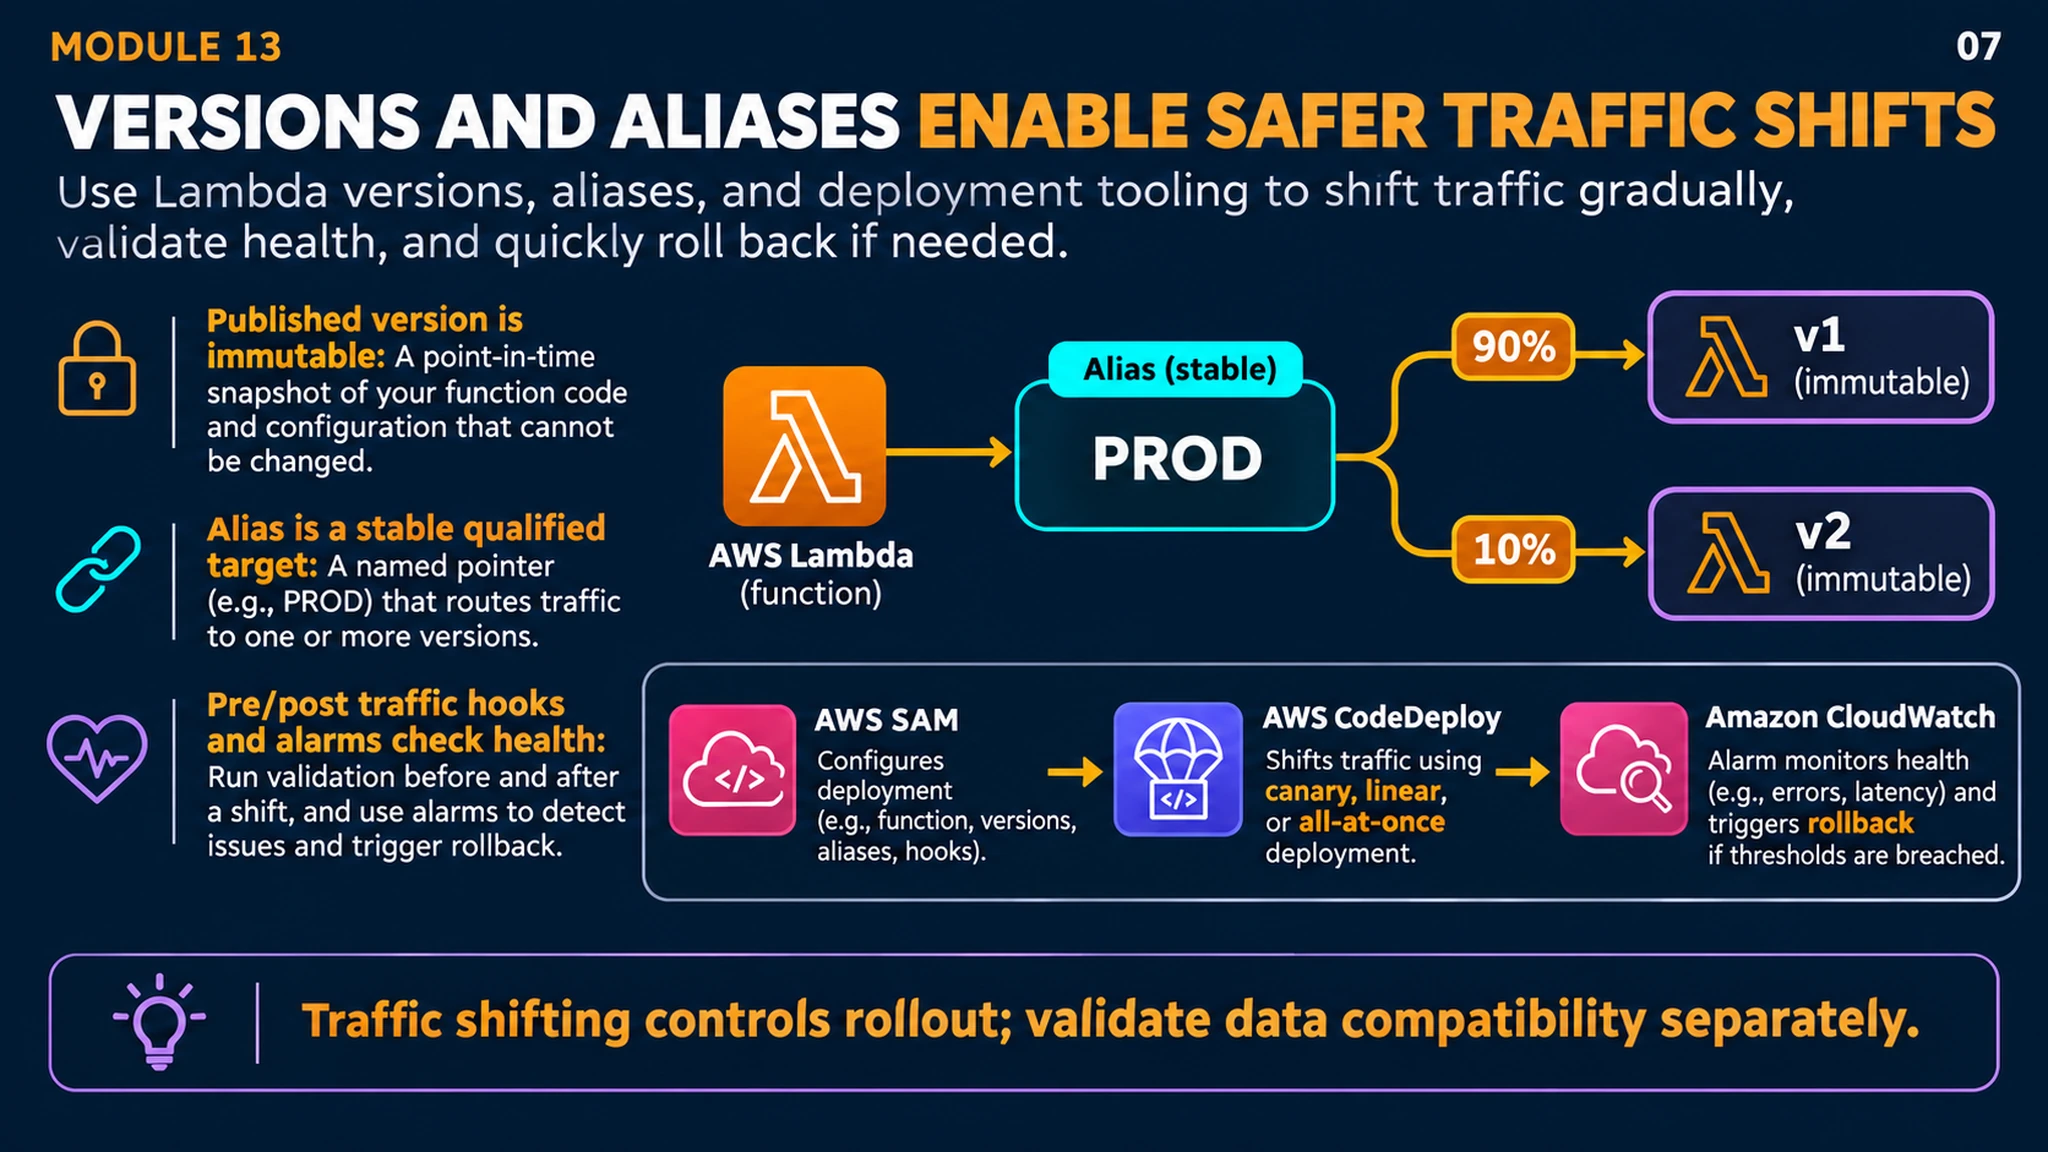 MODULE 13
07
VERSIONS AND ALIASES ENABLE SAFER TRAFFIC SHIFTS
Use Lambda versions, aliases, and deployment tooling to shift traffic gradually,
validate health, and quickly roll back if needed.
Published version is
immutable: A point-in-time
snapshot of your function code
and configuration that cannot
be changed.
Alias is a stable qualified
target: A named pointer
(e.g., PROD) that routes traffic
to one or more versions.
Pre/post traffic hooks
and alarms check health:
Run validation before and after
a shift, and use alarms to detect
issues and trigger rollback.
AWS Lambda
(function)
Alias (stable)
PROD
90%
v1
(immutable)
10%
v2
(immutable)
AWS SAM
Configures
deployment
(e.g., function, versions,
aliases, hooks).
</>
AWS CodeDeploy
Shifts traffic using
canary, linear,
or all-at-once
deployment.
</>
Amazon CloudWatch
Alarm monitors health
(e.g., errors, latency) and
triggers rollback
if thresholds are breached.
Traffic shifting controls rollout; validate data compatibility separately.